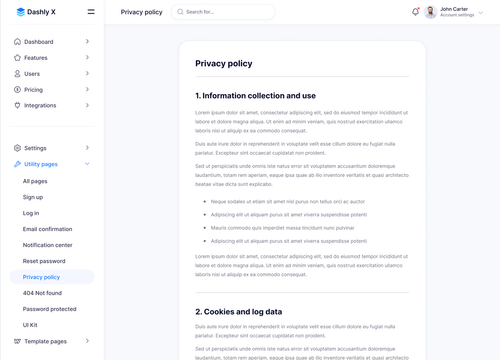 Dashly X
Privacy policy
Search for...
John Carter
Account settings
Dashboard
Features
Users
Pricing
Integrations
Settings
Utility pages
All pages
Sign up
Log in
Email confirmation
Notification center
Reset password
Privacy policy
404 Not found
Password protected
UI Kit
Template pages
Privacy policy
1. Information collection and use
Lorem ipsum dolor sit amet, consectetur adipiscing elit, sed do eiusmod tempor incididunt ut
labore et dolore magna aliqua. Ut enim ad minim veniam, quis nostrud exercitation ullamco
laboris nisi ut aliquip ex ea commodo consequat.
Duis aute irure dolor in reprehenderit in voluptate velit esse cillum dolore eu fugiat nulla
pariatur. Excepteur sint occaecat cupidatat non proident.
Sed ut perspiciatis unde omnis iste natus error sit voluptatem accusantium doloremque
laudantium, totam rem aperiam, eaque ipsa quae ab illo inventore veritatis et quasi architecto
beatae vitae dicta sunt explicabo.
Neque sodales ut etiam sit amet nisl purus non tellus orci ac auctor
Adipiscing elit ut aliquam purus sit amet viverra suspendisse potenti
Mauris commodo quis imperdiet massa tincidunt nunc pulvinar
Adipiscing elit ut aliquam purus sit amet viverra suspendisse potenti
Lorem ipsum dolor sit amet, consectetur adipiscing elit, sed do eiusmod tempor incididunt ut
labore et dolore magna aliqua. Ut enim ad minim veniam, quis nostrud exercitation ullamco
laboris nisi ut aliquip ex ea commodo consequat.
2. Cookies and log data
Duis aute irure dolor in reprehenderit in voluptate velit esse cillum dolore eu fugiat nulla
pariatur. Excepteur sint occaecat cupidatat non proident.
Sed ut perspiciatis unde omnis iste natus error sit voluptatem accusantium doloremque
laudantium, totam rem aperiam, eaque ipsa quae ab illo inventore veritatis et quasi architecto